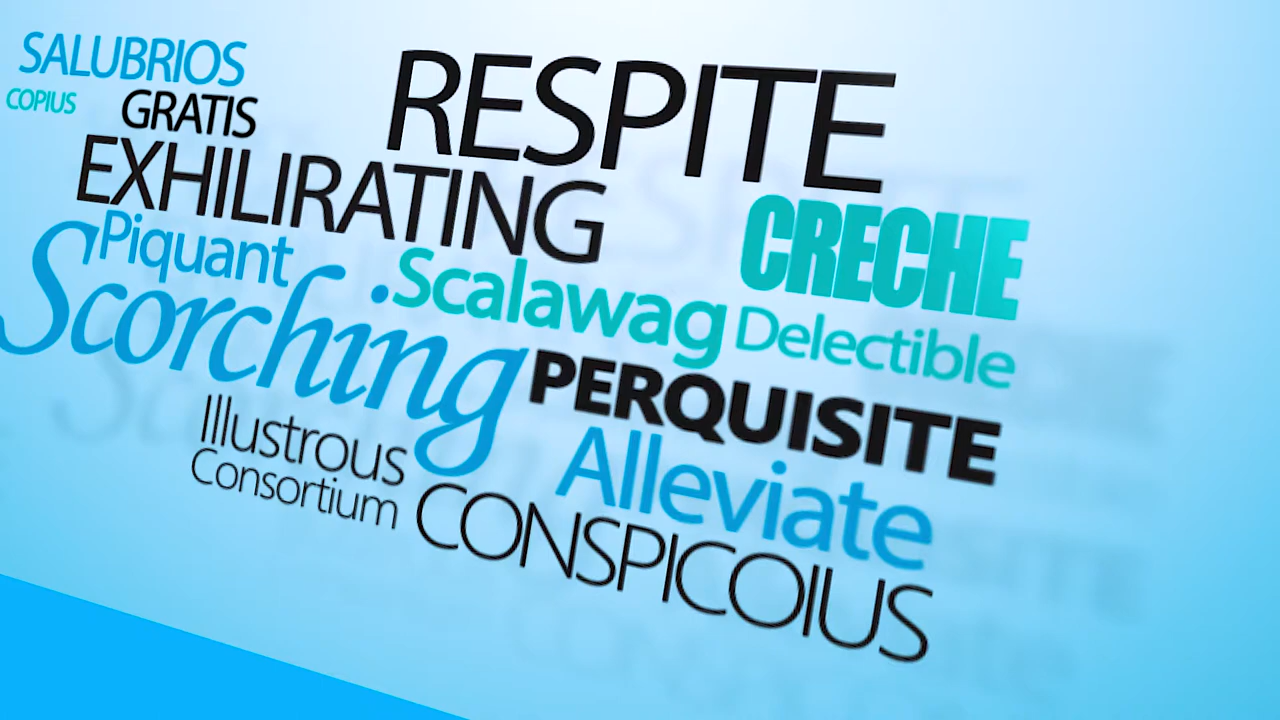 SALUBRIOS
COPIUS
GRATIS
RESPITE
EXHILIRATING
CRECHE
Piquant
Scalawag
Delectible
Scorching
PERQUISITE
Illustrous
Alleviate
Consortium
CONSPICOIUS